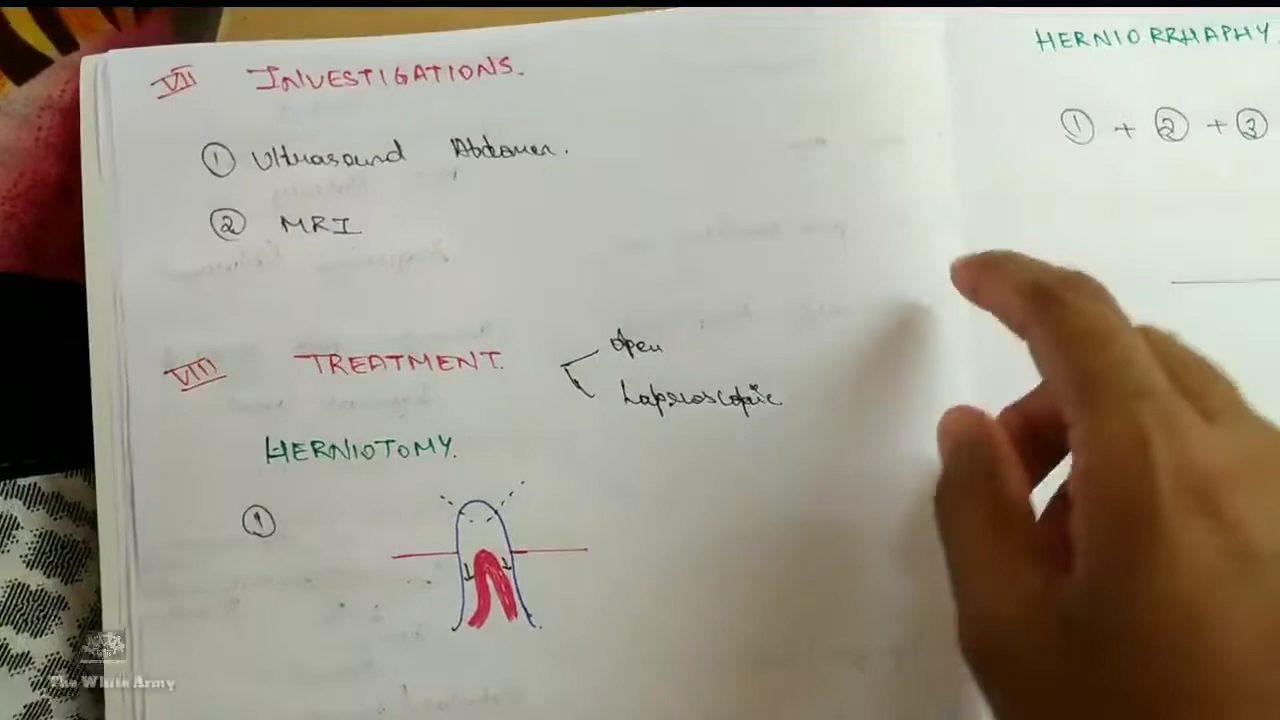 VII INVESTIGATIONS.
① Ultrasound Abdomen.
② MRI
VIII TREATMENT.
Open
Laproscopic
HERNIOTOMY.
①
HERNIORRHAPHY.
① + ② + ③
The White Army